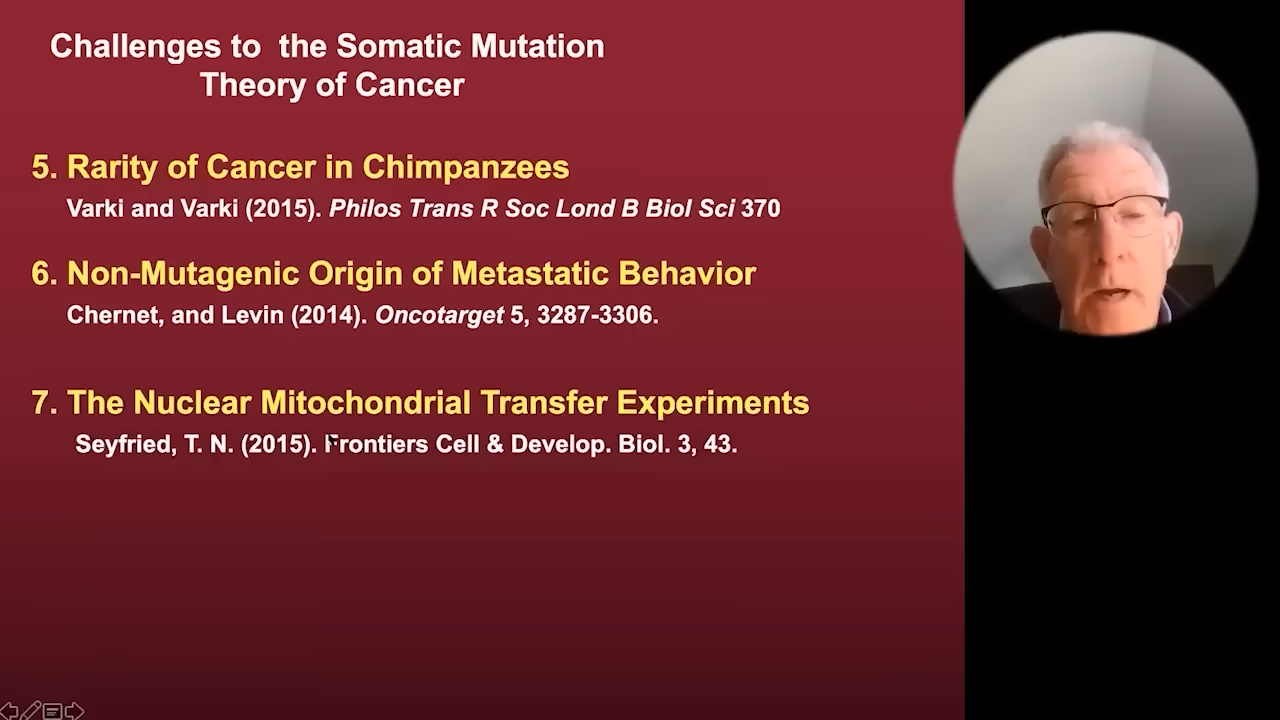 Challenges to the Somatic Mutation
Theory of Cancer
5. Rarity of Cancer in Chimpanzees
Varki and Varki (2015). Philos Trans R Soc Lond B Biol Sci 370
6. Non-Mutagenic Origin of Metastatic Behavior
Chernet, and Levin (2014). Oncotarget 5, 3287-3306.
7. The Nuclear Mitochondrial Transfer Experiments
Seyfried, T. N. (2015). Frontiers Cell & Develop. Biol. 3, 43.